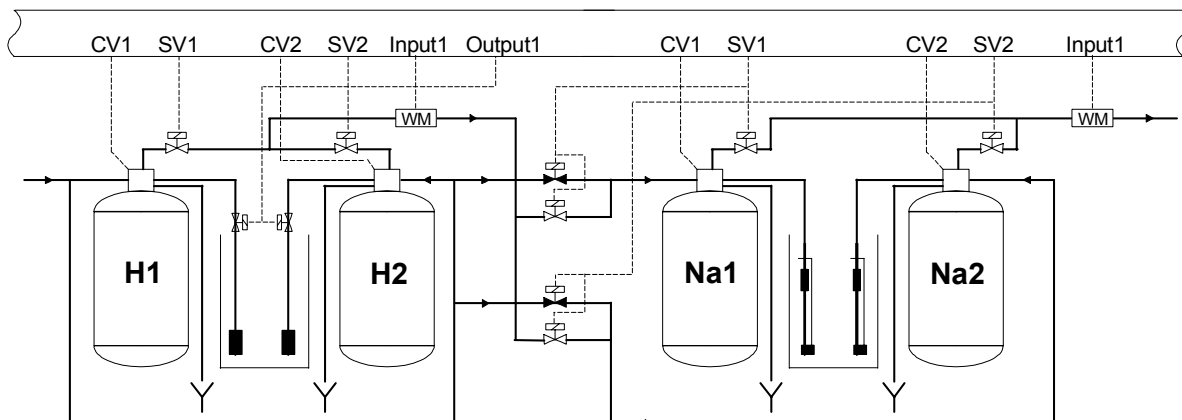 CV1 SV1 CV2 SV2 Input1 Output1 CV1 SV1 CV2 SV2 Input1
WM WM
H1 H2 Na1 Na2